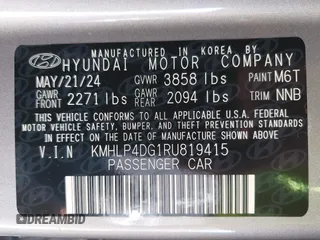 MANUFACTURED IN KOREA BY
HYUNDAI MOTOR COMPANY
MAY/21/24 GVWR 3858 lbs PAINT M6T
GAWR FRONT 2271 lbs GAWR REAR 2094 lbs TRIM NNB
THIS VEHICLE CONFORMS TO ALL APPLICABLE U.S. FEDERAL
MOTOR VEHICLE SAFETY, BUMPER, AND THEFT
PREVENTION STANDARDS IN EFFECT ON THE
DATE OF MANUFACTURE SHOWN ABOVE.
V.I.N KMHLP4DG1RU819415
PASSENGER CAR
DREAMBID